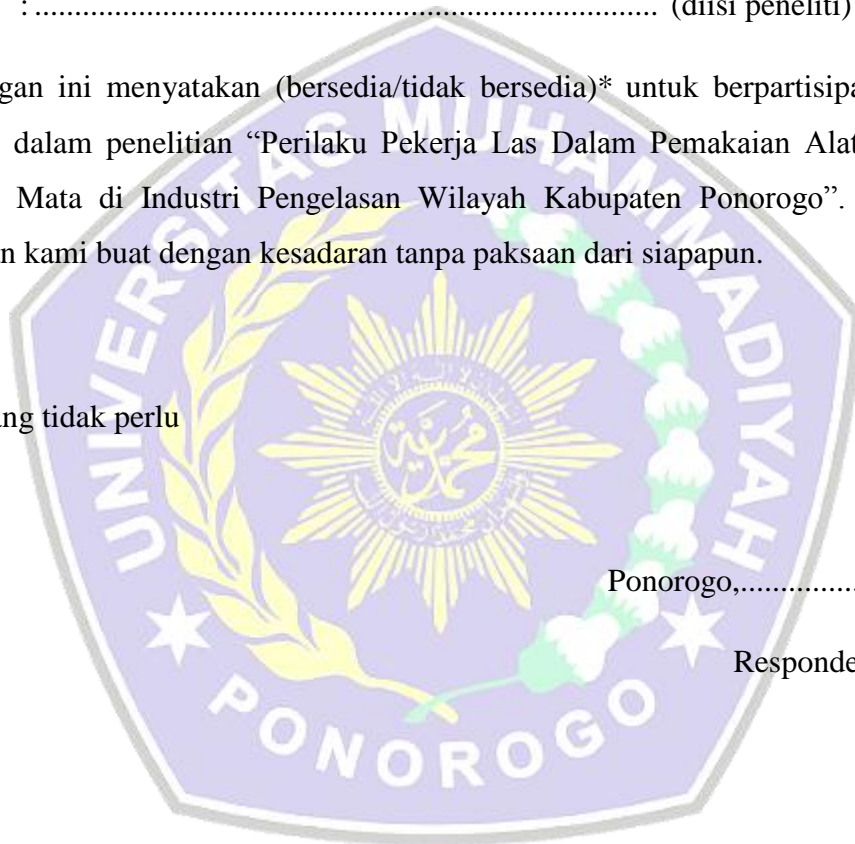 : .............................................................................. (diisi peneliti)
gan ini menyatakan (bersedia/tidak bersedia)* untuk berpartisipa
dalam penelitian “Perilaku Pekerja Las Dalam Pemakaian Alat
Mata di Industri Pengelasan Wilayah Kabupaten Ponorogo”.
n kami buat dengan kesadaran tanpa paksaan dari siapapun.
ang tidak perlu
Ponorogo,...............
Responde
UNIVERSITAS MUHAMMADIYAH
PONOROGO
محمدية